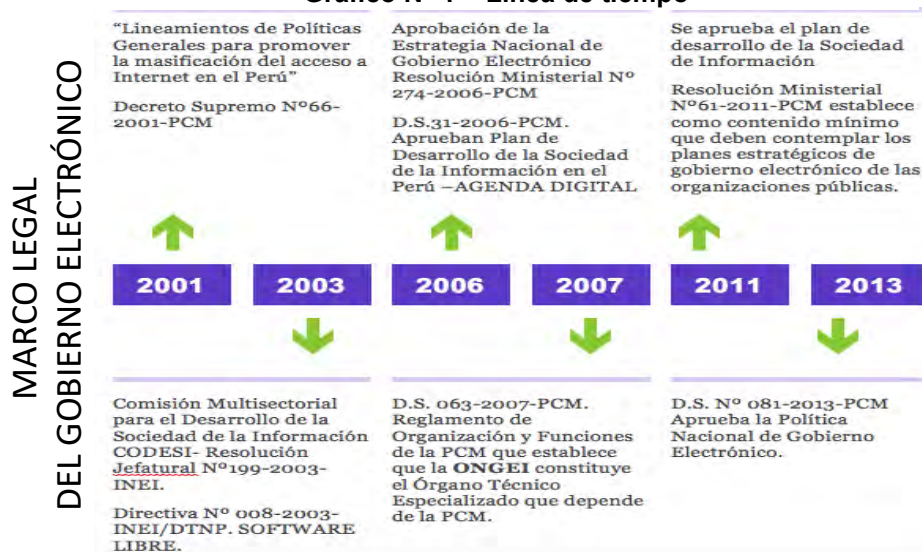 Gráfico N° 1 – Línea de tiempo
MARCO LEGAL
DEL GOBIERNO ELECTRÓNICO
“Lineamientos de Políticas
Generales para promover
la masificación del acceso a
Internet en el Perú”
Decreto Supremo Nº66-
2001-PCM
Aprobación de la
Estrategia Nacional de
Gobierno Electrónico
Resolución Ministerial Nº
274-2006-PCM
D.S.31-2006-PCM.
Aprueban Plan de
Desarrollo de la Sociedad
de la Información en el
Perú –AGENDA DIGITAL
Se aprueba el plan de
desarrollo de la Sociedad
de Información
Resolución Ministerial
Nº61-2011-PCM establece
como contenido mínimo
que deben contemplar los
planes estratégicos de
gobierno electrónico de las
organizaciones públicas.
2001
2003
2006
2007
2011
2013
Comisión Multisectorial
para el Desarrollo de la
Sociedad de la Información
CODESI- Resolución
Jefatural Nº199-2003-
INEI.
Directiva Nº 008-2003-
INEI/DTNP. SOFTWARE
LIBRE.
D.S. 063-2007-PCM.
Reglamento de
Organización y Funciones
de la PCM que establece
que la ONGEI constituye
el Órgano Técnico
Especializado que depende
de la PCM.
D.S. Nº 081-2013-PCM
Aprueba la Política
Nacional de Gobierno
Electrónico.